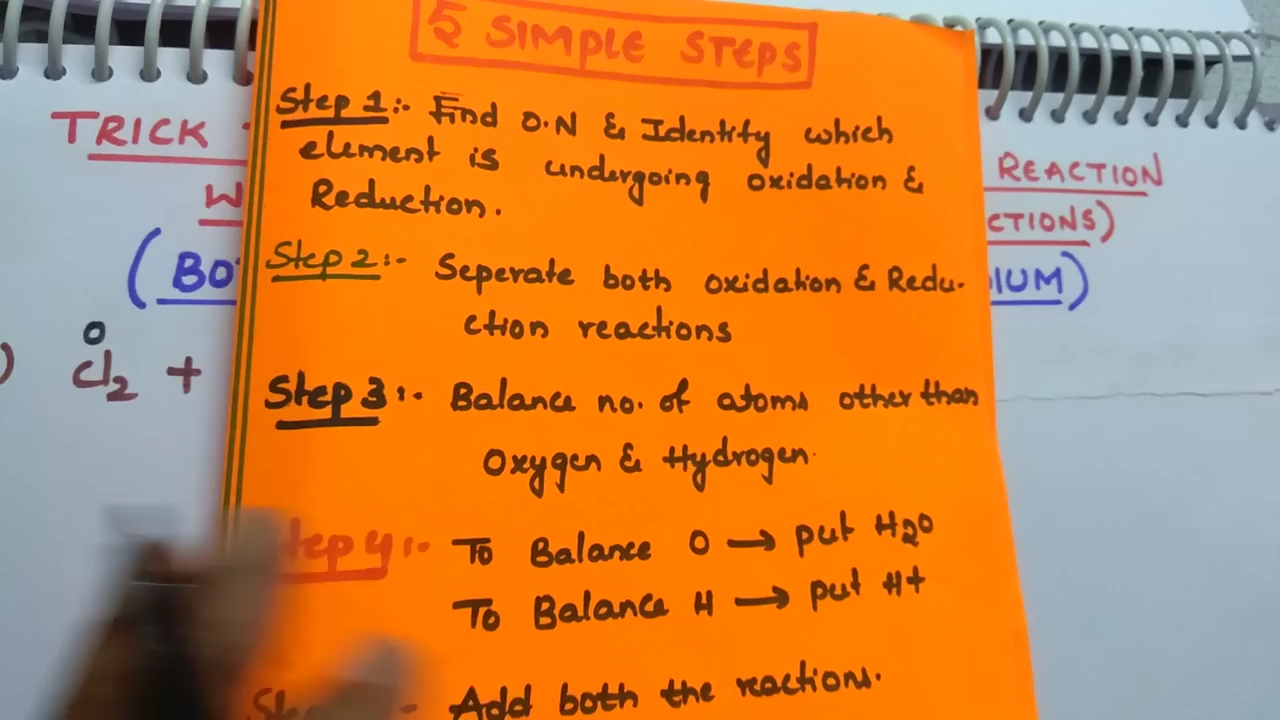 5 SIMPLE STEPS
Step 1:- Find O.N & Identify which
element is undergoing oxidation &
Reduction.
Step 2:- Seperate both oxidation & Redu-
ction reactions
Step 3:- Balance no. of atoms other than
Oxygen & Hydrogen.
Step 4:- To Balance O → put H2O
To Balance H → put H+
Add both the reactions.
TRICK
REACTION
CTIONS)
(BO
IUM)
0
Cl2 +